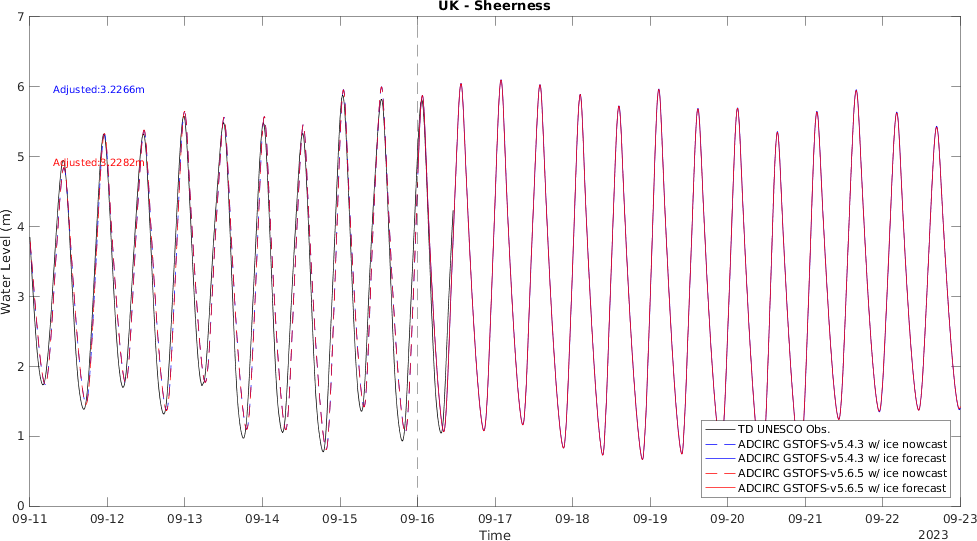 UK - Sheerness
7
6
5
4
3
2
1
0
Water Level (m)
Adjusted:3.2266m
Adjusted:3.2282m
TD UNESCO Obs.
ADCIRC GSTOFS-v5.4.3 w/ ice nowcast
ADCIRC GSTOFS-v5.4.3 w/ ice forecast
ADCIRC GSTOFS-v5.6.5 w/ ice nowcast
ADCIRC GSTOFS-v5.6.5 w/ ice forecast
09-11 09-12 09-13 09-14 09-15 09-16 09-17 09-18 09-19 09-20 09-21 09-22 09-23
Time
2023